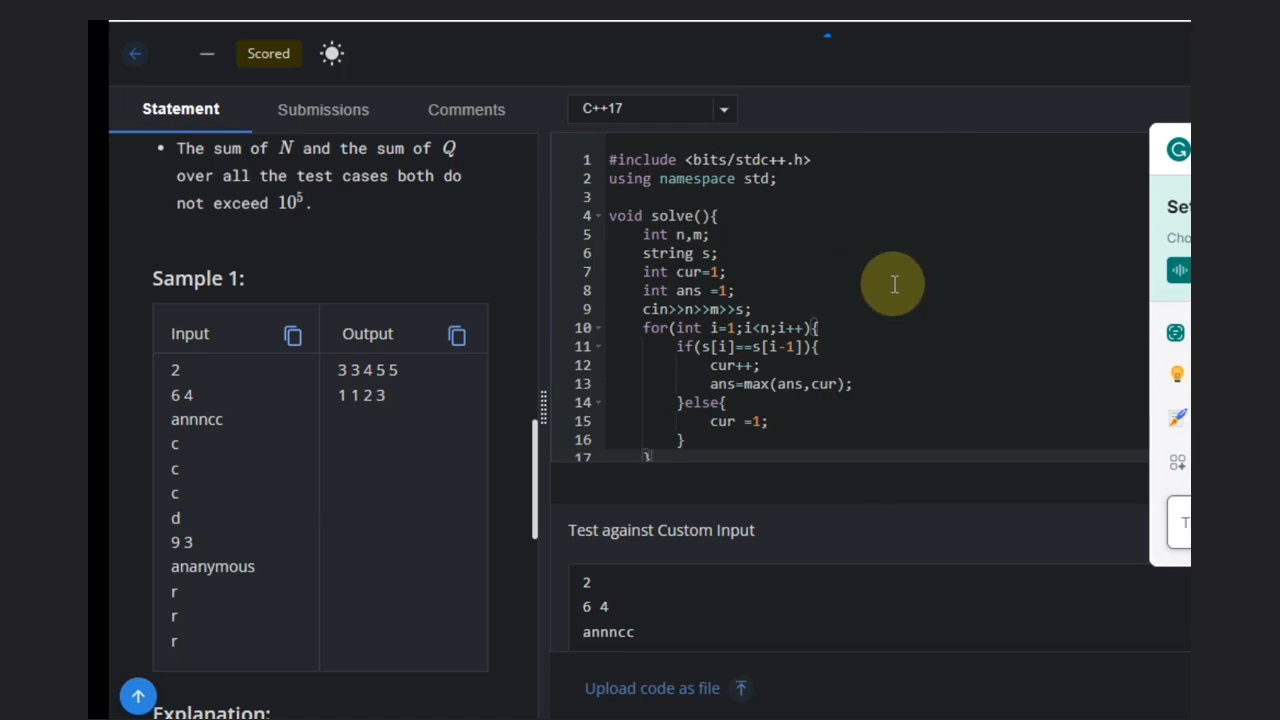 Scored
Statement
Submissions
Comments
C++17
• The sum of N and the sum of Q
over all the test cases both do
not exceed 10⁵.
Sample 1:
Input
Output
2
6 4
annncc
c
c
c
d
9 3
ananymous
r
r
r
3 3 4 5 5
1 1 2 3
Explanation:
1 #include <bits/stdc++.h>
2 using namespace std;
3
4 void solve(){
5 int n,m;
6 string s;
7 int cur=1;
8 int ans =1;
9 cin>>n>>m>>s;
10 for(int i=1;i<n;i++){
11 if(s[i]==s[i-1]){
12 cur++;
13 ans=max(ans,cur);
14 }else{
15 cur =1;
16 }
17 }
Test against Custom Input
2
6 4
annncc
Upload code as file
Set
Cho
T